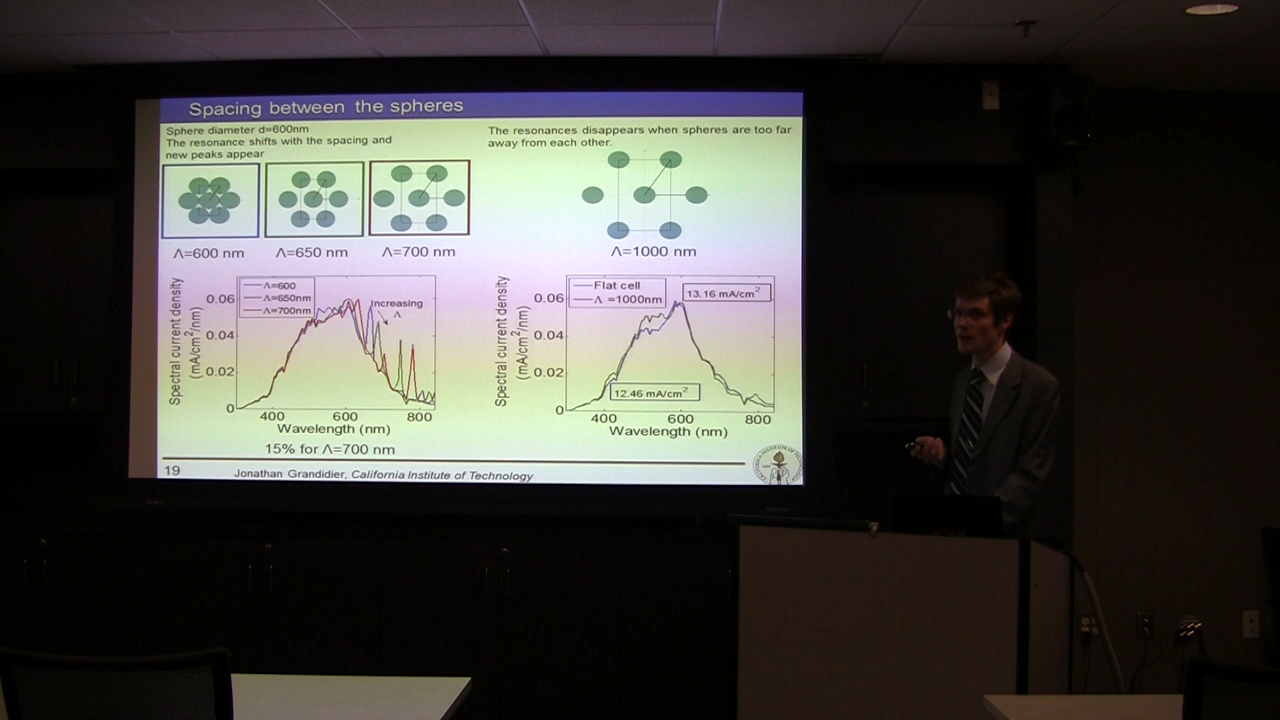 Spacing between the spheres
Sphere diameter d=600nm
The resonance shifts with the spacing and
new peaks appear
Λ=600 nm
Λ=650 nm
Λ=700 nm
The resonances disappears when spheres are too far
away from each other.
Λ=1000 nm
Spectral current density
(mA/cm²/nm)
0.06
0.04
0.02
0
Λ=600
Λ=650nm
Λ=700nm
Increasing
Λ
400
600
800
Wavelength (nm)
15% for Λ=700 nm
Spectral current density
(mA/cm²/nm)
0.06
0.04
0.02
0
Flat cell
Λ =1000nm
13.16 mA/cm²
12.46 mA/cm²
400
600
800
Wavelength (nm)
19
Jonathan Grandidier, California Institute of Technology